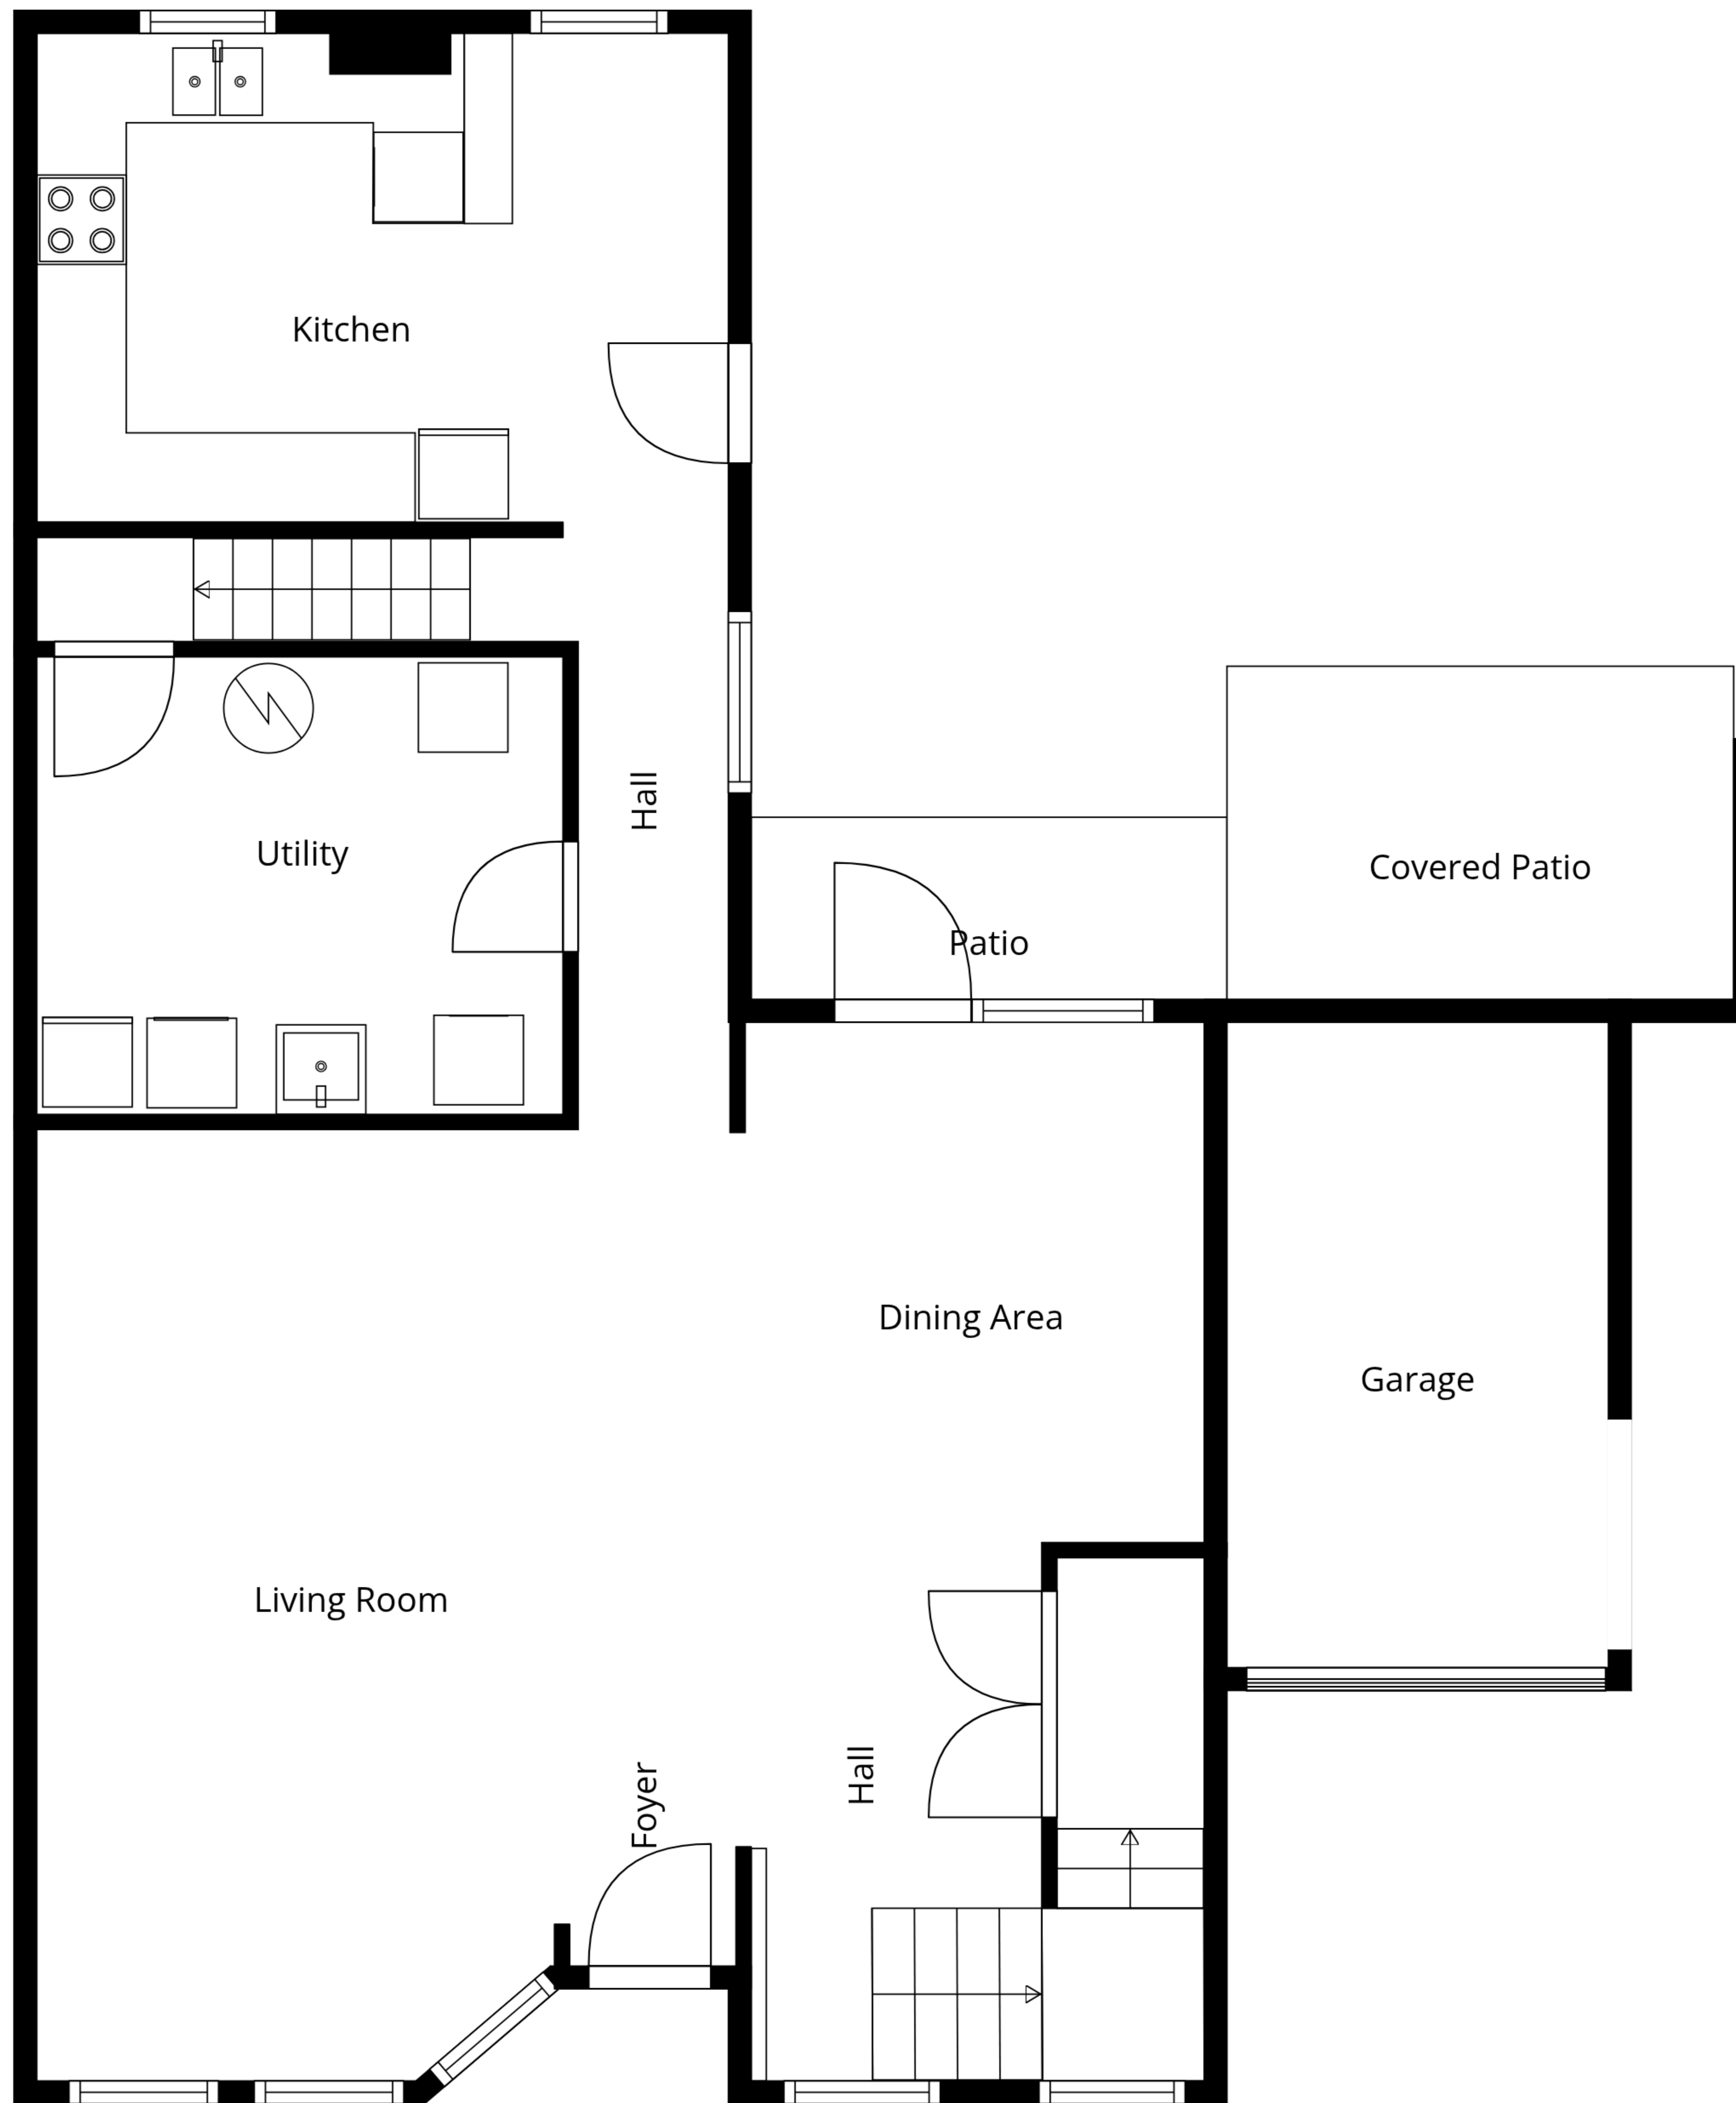 Kitchen
Hall
Utility
Covered Patio
Patio
Dining Area
Garage
Living Room
Hall
Foyer